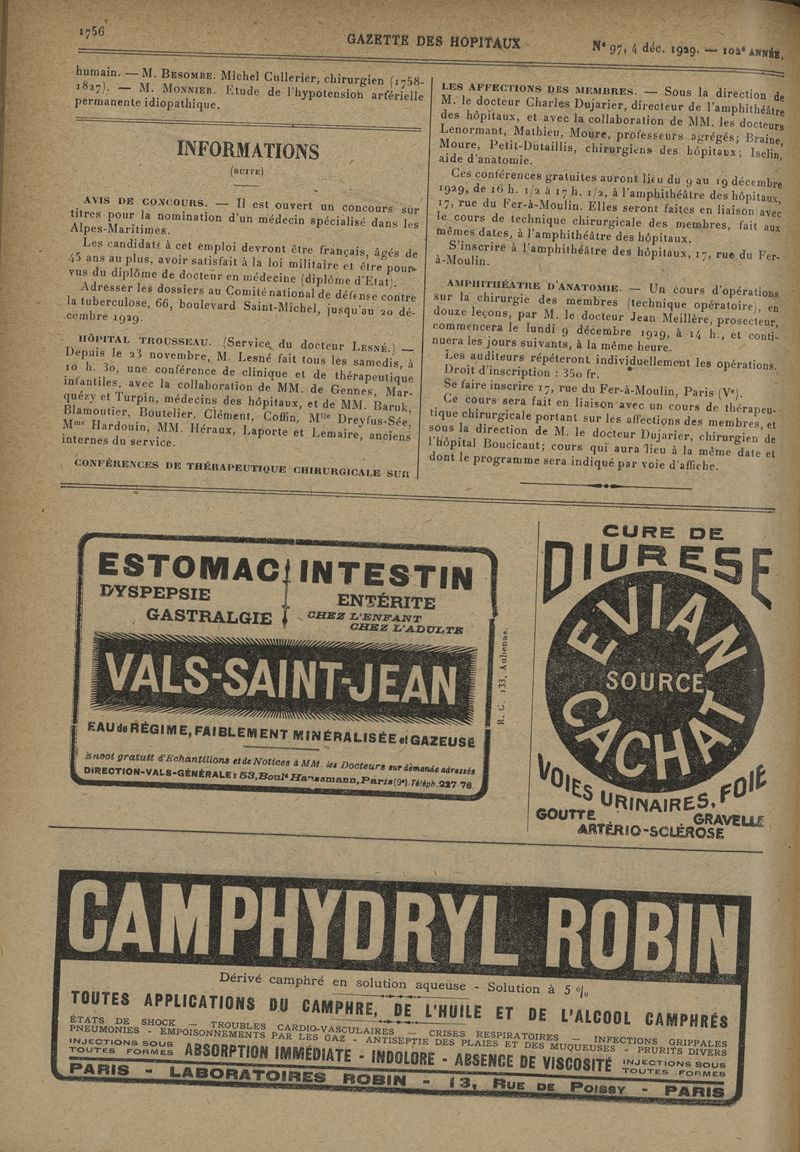 1756
GAZETTE DES HOPITAUX
N° 97, 4 déc. 1929. — 102e ANNÉE.
humain. — M. BESOMBE. Michel Cullerier, chirurgien (1758-
1827). — M. MONNIER. Etude de l'hypotension artérielle
permanente idiopathique.
INFORMATIONS
(SUITE)
AVIS DE CONCOURS. — Il est ouvert un concours sur
titres pour la nomination d'un médecin spécialisé dans les
Alpes-Maritimes.
Les candidats à cet emploi devront être français, âgés de
45 ans au plus, avoir satisfait à la loi militaire et être pour-
vus du diplôme de docteur en médecine (diplôme d'Etat).
Adresser les dossiers au Comité national de défense contre
la tuberculose, 66, boulevard Saint-Michel, jusqu'au 20 dé-
cembre 1929.
HÔPITAL TROUSSEAU. (Service du docteur LESNÉ.) —
Depuis le 23 novembre, M. Lesné fait tous les samedis, à
10 h. 30, une conférence de clinique et de thérapeutique
infantiles, avec la collaboration de MM. de Gennes, Mar-
quézy et Turpin, médecins des hôpitaux, et de MM. Baruk,
Blamoutier, Boutelier, Clément, Coffin, Mlle Dreyfus-Sée,
Mme Hardouin, MM. Héraux, Laporte et Lemaire, anciens
internes du service.
CONFÉRENCES DE THÉRAPEUTIQUE CHIRURGICALE SUR
LES AFFECTIONS DES MEMBRES. — Sous la direction de
M. le docteur Charles Dujarier, directeur de l'amphithéâtre
des hôpitaux, et avec la collaboration de MM. les docteurs
Lenormant, Mathieu, Moure, professeurs agrégés; Braine,
Moure, Petit-Dutaillis, chirurgiens des hôpitaux; Iselin,
aide d'anatomie.
Ces conférences gratuites auront lieu du 9 au 19 décembre
1929, de 16 h. 1/2 à 17 h. 1/2, à l'amphithéâtre des hôpitaux,
17, rue du Fer-à-Moulin. Elles seront faites en liaison avec
le cours de technique chirurgicale des membres, fait aux
mêmes dates, à l'amphithéâtre des hôpitaux.
S'inscrire à l'amphithéâtre des hôpitaux, 17, rue du Fer-
à-Moulin.
AMPHITHÉATRE D'ANATOMIE. — Un cours d'opérations
sur la chirurgie des membres (technique opératoire), en
douze leçons, par M. le docteur Jean Meillère, prosecteur,
commencera le lundi 9 décembre 1929, à 14 h., et conti-
nuera les jours suivants, à la même heure.
Les auditeurs répéteront individuellement les opérations.
Droit d'inscription : 350 fr.
Se faire inscrire 17, rue du Fer-à-Moulin, Paris (Ve).
Ce cours sera fait en liaison avec un cours de thérapeu-
tique chirurgicale portant sur les affections des membres, et
sous la direction de M. le docteur Dujarier, chirurgien de
l'hôpital Boucicaut; cours qui aura lieu à la même date et
dont le programme sera indiqué par voie d'affiche.
ESTOMAC INTESTIN
DYSPEPSIE
GASTRALGIE
ENTÉRITE
CHEZ L'ENFANT
CHEZ L'ADULTE
VALS-SAINT-JEAN
EAU de RÉGIME, FAIBLEMENT MINÉRALISÉE et GAZEUSE
Envoi gratuit d'Echantillons et de Notices à MM. les Docteurs sur demande adressée
DIRECTION-VALS-GÉNÉRALE : 53, Boulᵈ Haussmann, Paris (9ᵉ). Téléph. 227-76.
R. C. 133, Aubenas.
CURE DE
DIURESE
EVIAN
SOURCE
CACHAT
VOIES URINAIRES, FOIE
GOUTTE GRAVELLE
ARTÉRIO-SCLÉROSE
CAMPHYDRYL ROBIN
Dérivé camphré en solution aqueuse - Solution à 5 %
TOUTES APPLICATIONS DU CAMPHRE, DE L'HUILE ET DE L'ALCOOL CAMPHRÉS
ÉTATS DE SHOCK — TROUBLES CARDIO-VASCULAIRES — CRISES RESPIRATOIRES — INFECTIONS GRIPPALES
PNEUMONIES - EMPOISONNEMENTS PAR LES GAZ - ANTISEPTIE DES PLAIES ET DES MUQUEUSES - PRURITS DIVERS
INJECTIONS SOUS
TOUTES FORMES
ABSORPTION IMMÉDIATE - INDOLORE - ABSENCE DE VISCOSITÉ
INJECTIONS SOUS
TOUTES FORMES
PARIS - LABORATOIRES ROBIN - 13, RUE DE POISSY - PARIS